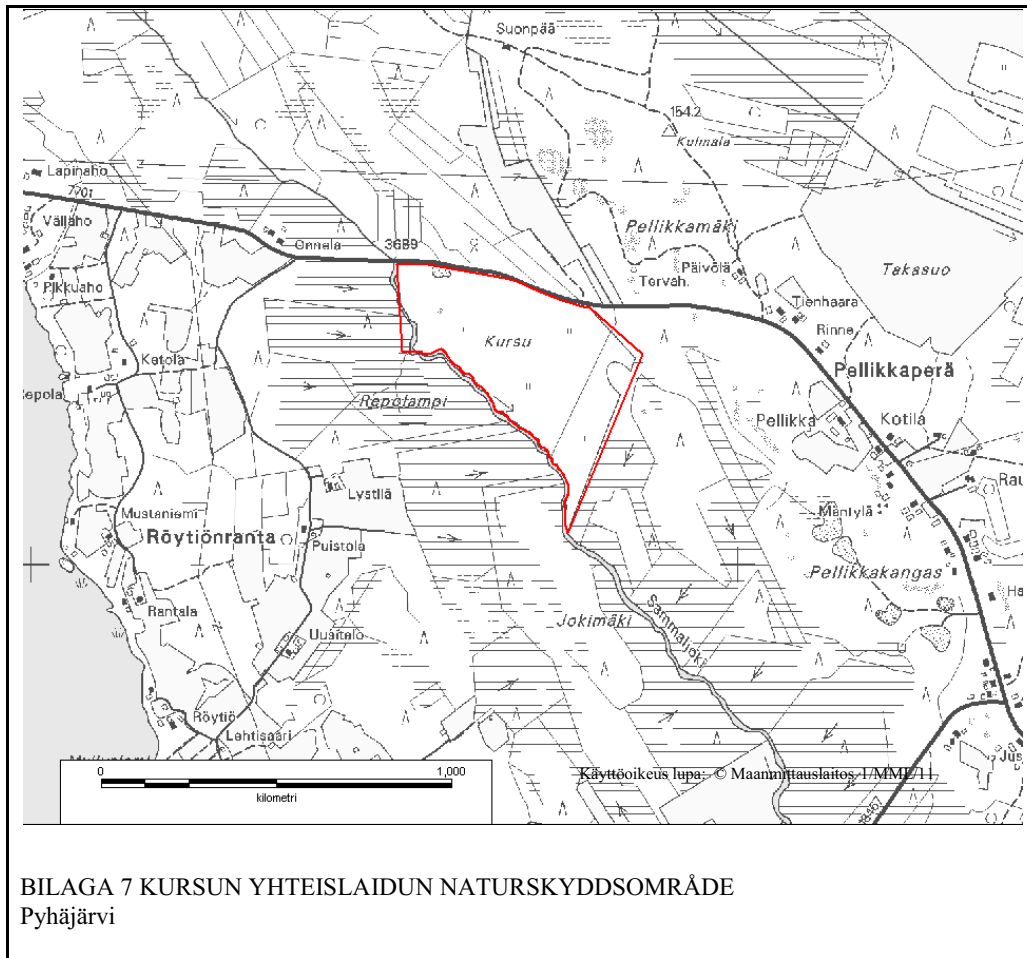 Suonpää
154.2
Kulmala
Lapinaho
7701
Vällaho
Onnela
3689
Pellikkamäki
Päivölä
Tervah.
Takasuo
Pikkuaho
Tienhaara
Rinne
Kursu
Ketola
Pellikkaperä
Repolampi
Pellikka
Kotila
Lystilä
Mäntylä
Mustaniemi
Röytiönranta
Puistola
Pellikkakangas
Rantala
Jokimäki
Sammaljoki
Uusitalo
Röytiö
Lehtisaari
0 1,000
kilometri
Käyttöoikeus lupa: © Maanmittauslaitos 1/MML/11
BILAGA 7 KURSUN YHTEISLAIDUN NATURSKYDDSOMRÅDE
Pyhäjärvi